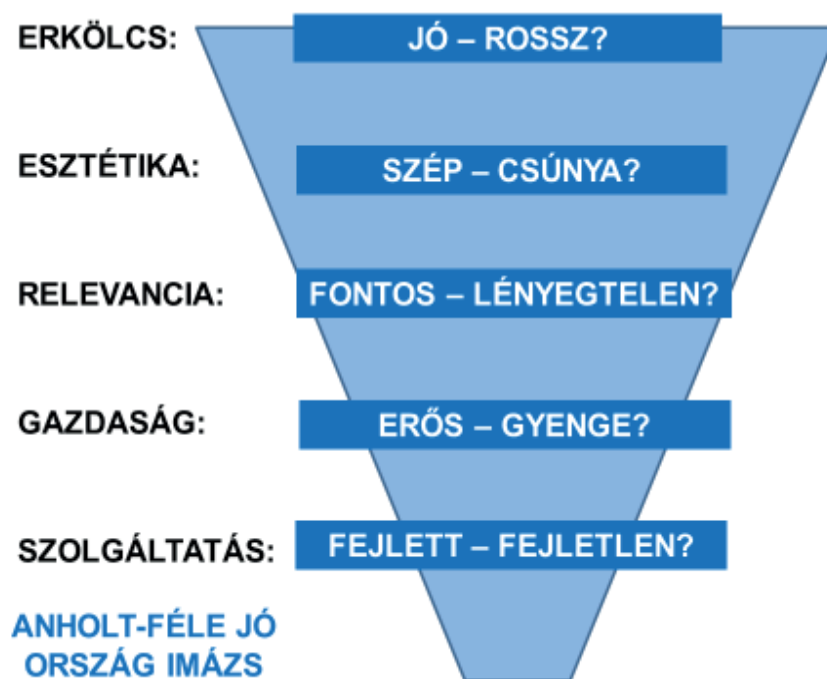 ERKÖLCS: JÓ – ROSSZ?
ESZTÉTIKA: SZÉP – CSÚNYA?
RELEVANCIA: FONTOS – LÉNYEGTELEN?
GAZDASÁG: ERŐS – GYENGE?
SZOLGÁLTATÁS: FEJLETT – FEJLETLEN?
ANHOLT-FÉLE JÓ
ORSZÁG IMÁZS